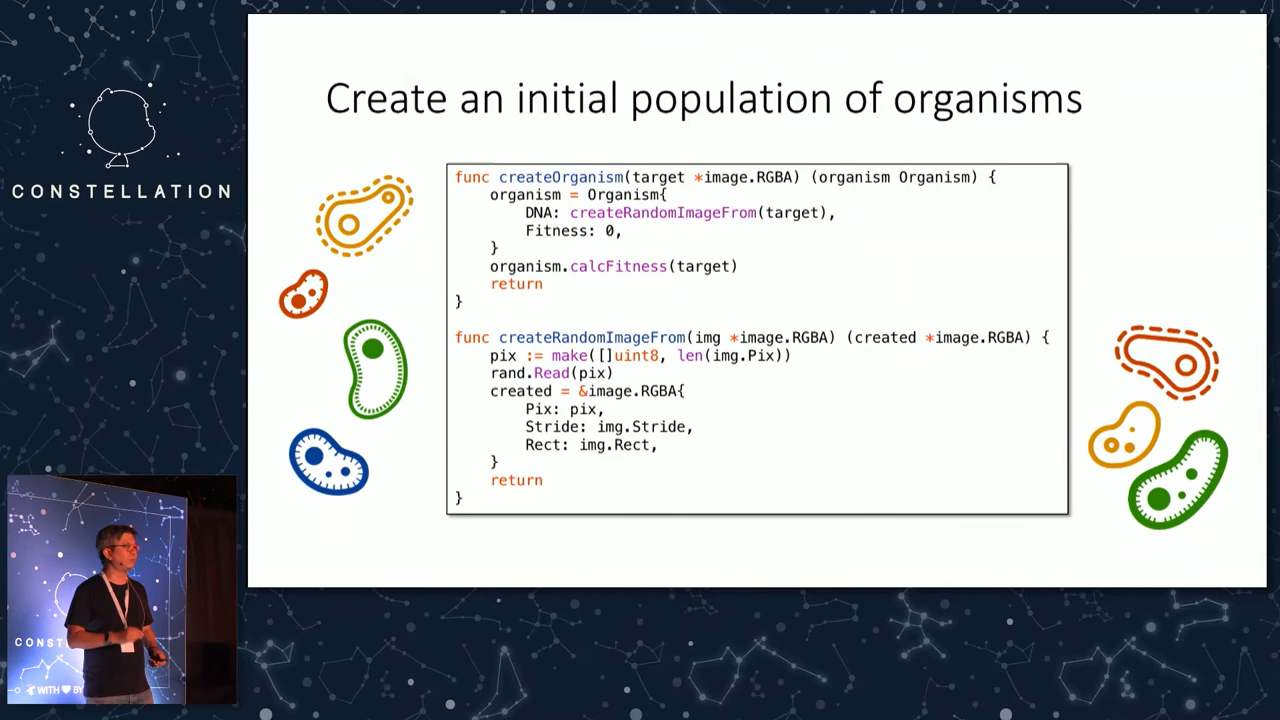 CONSTELLATION
Create an initial population of organisms
func createOrganism(target *image.RGBA) (organism Organism) {
    organism = Organism{
        DNA: createRandomImageFrom(target),
        Fitness: 0,
    }
    organism.calcFitness(target)
    return
}
func createRandomImageFrom(img *image.RGBA) (created *image.RGBA) {
    pix := make([]uint8, len(img.Pix))
    rand.Read(pix)
    created = &image.RGBA{
        Pix: pix,
        Stride: img.Stride,
        Rect: img.Rect,
    }
    return
}
CONST
WITH BY